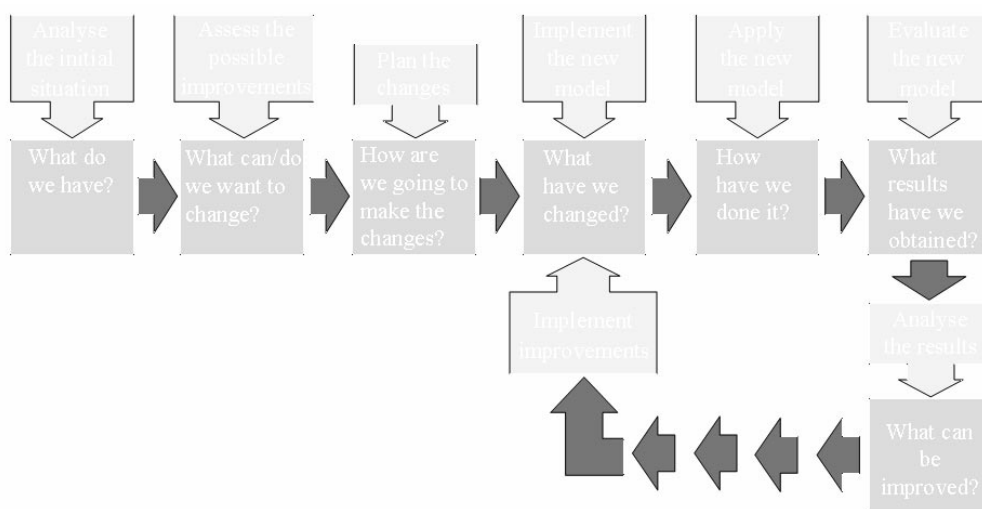 Analyse
the initial
situation
Assess the
possible
improvements
Plan the
changes
Implement
the new
model
Apply
the new
model
Evaluate
the new
model
What do
we have?
What can/do
we want to
change?
How are
we going to
make the
changes?
What
have we
changed?
How
have we
done it?
What
results
have we
obtained?
Implement
improvements
Analyse
the results
What can
be
improved?